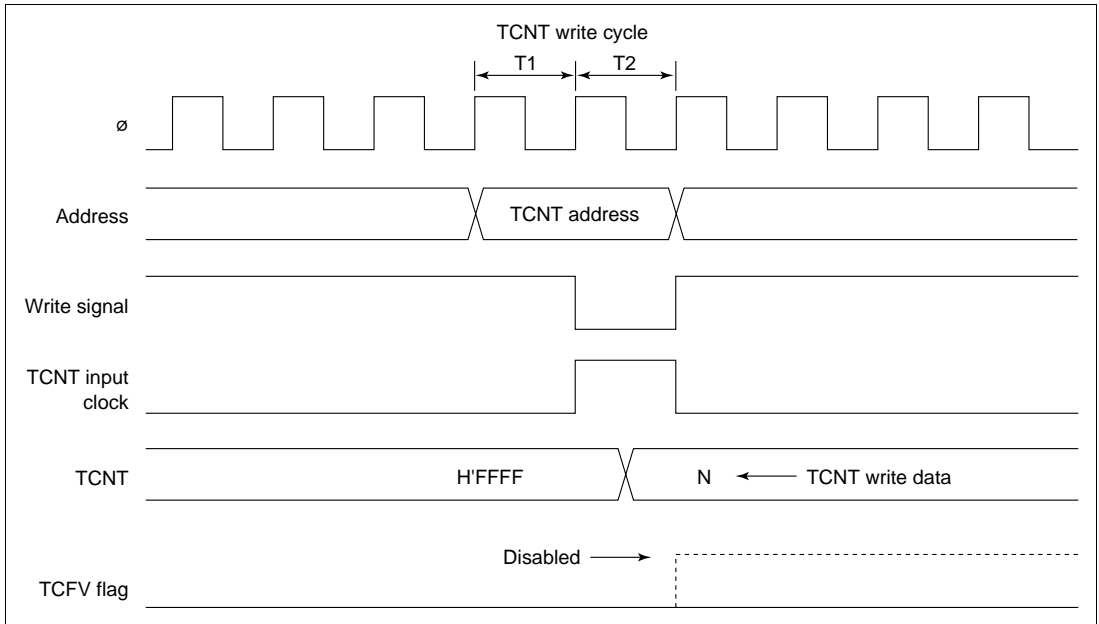 TCNT write cycle
T1 T2
ø
Address
TCNT address
Write signal
TCNT input
clock
TCNT
H'FFFF
N
TCNT write data
Disabled
TCFV flag